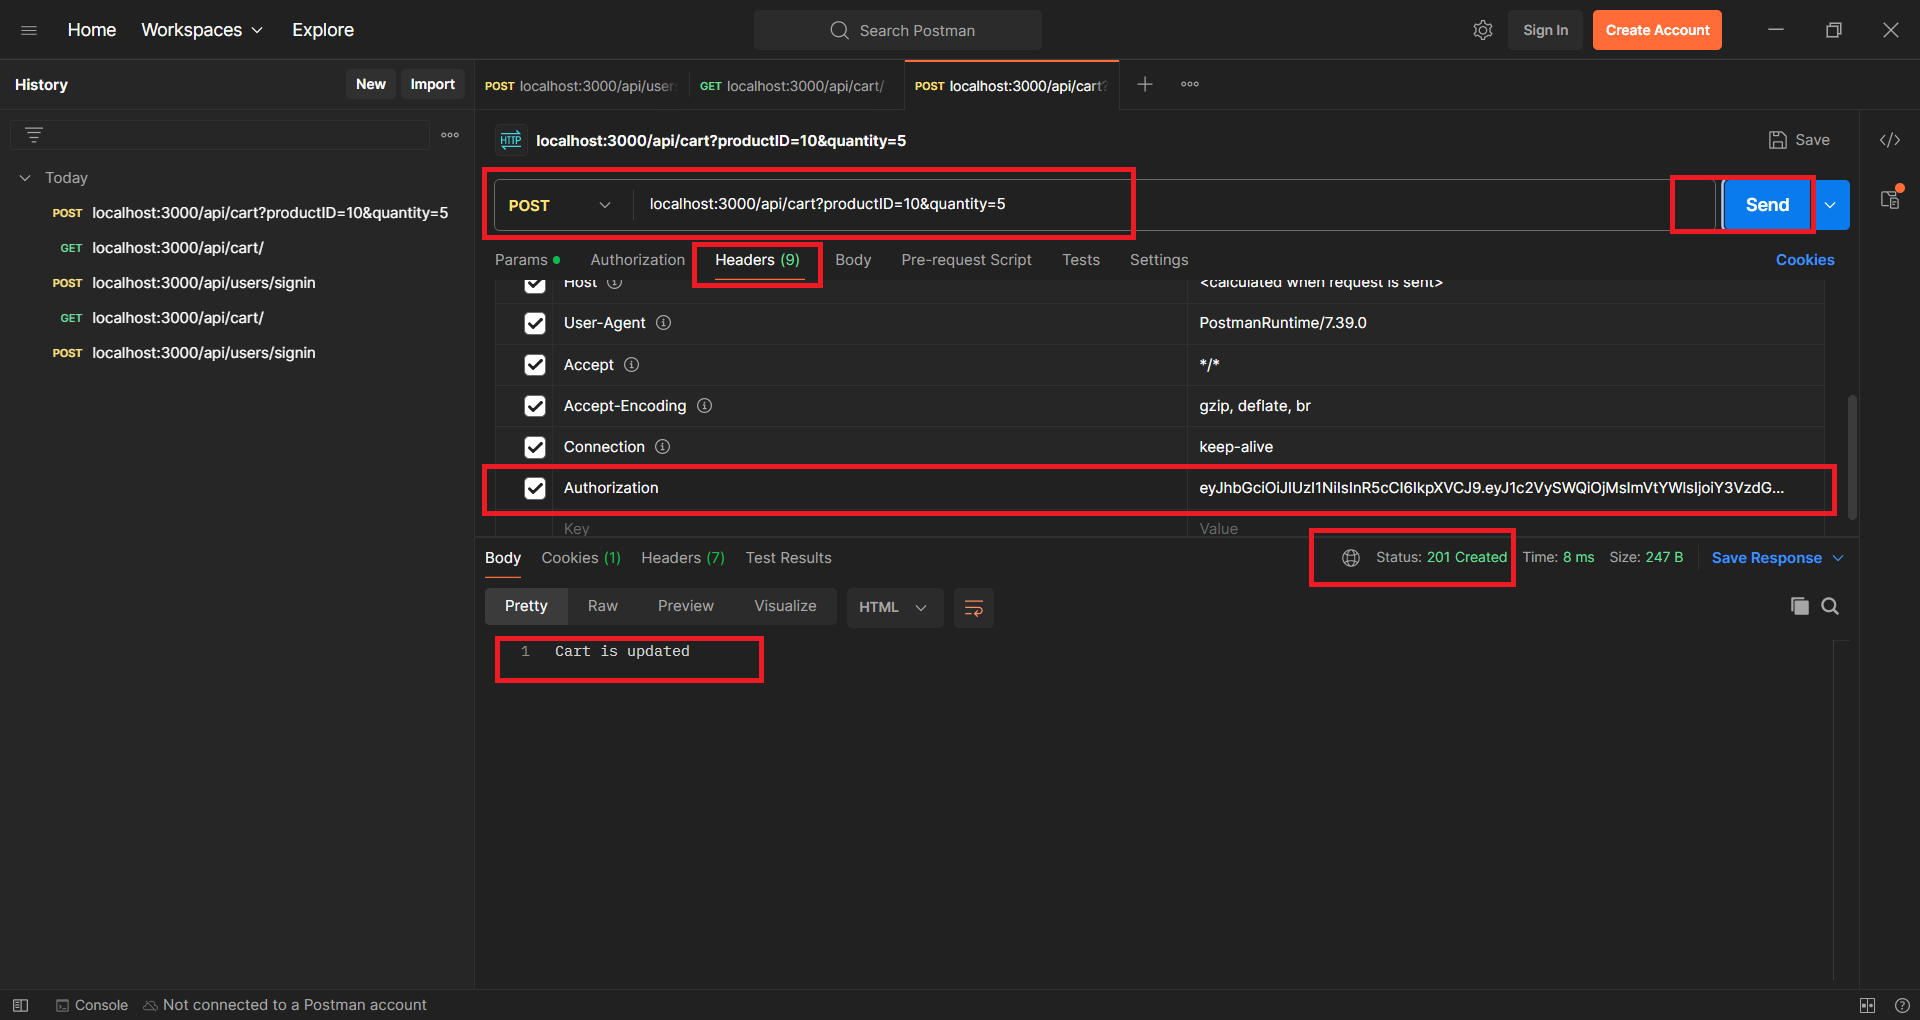 Home Workspaces Explore Search Postman Sign In Create Account
History New Import
POST localhost:3000/api/user GET localhost:3000/api/cart/ POST localhost:3000/api/cart?
HTTP localhost:3000/api/cart?productID=10&quantity=5 Save
Today
POST localhost:3000/api/cart?productID=10&quantity=5
GET localhost:3000/api/cart/
POST localhost:3000/api/users/signin
GET localhost:3000/api/cart/
POST localhost:3000/api/users/signin
POST localhost:3000/api/cart?productID=10&quantity=5 Send
Params Authorization Headers (9) Body Pre-request Script Tests Settings Cookies
Host <calculated when request is sent>
User-Agent PostmanRuntime/7.39.0
Accept */*
Accept-Encoding gzip, deflate, br
Connection keep-alive
Authorization eyJhbGciOiJIUzI1NiIsInR5cCI6IkpXVCJ9.eyJ1c2VySWQiOjMsImVtYWlsIjoiY3VzdG...
Key Value
Body Cookies (1) Headers (7) Test Results Status: 201 Created Time: 8 ms Size: 247 B Save Response
Pretty Raw Preview Visualize HTML
1 Cart is updated
Console Not connected to a Postman account